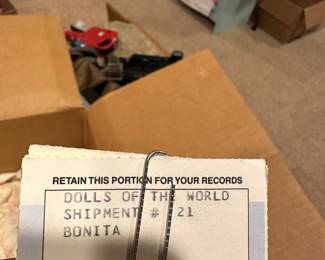 RETAIN THIS PORTION FOR YOUR RECORDS
DOLLS OF THE WORLD
SHIPMENT # 21
BONITA